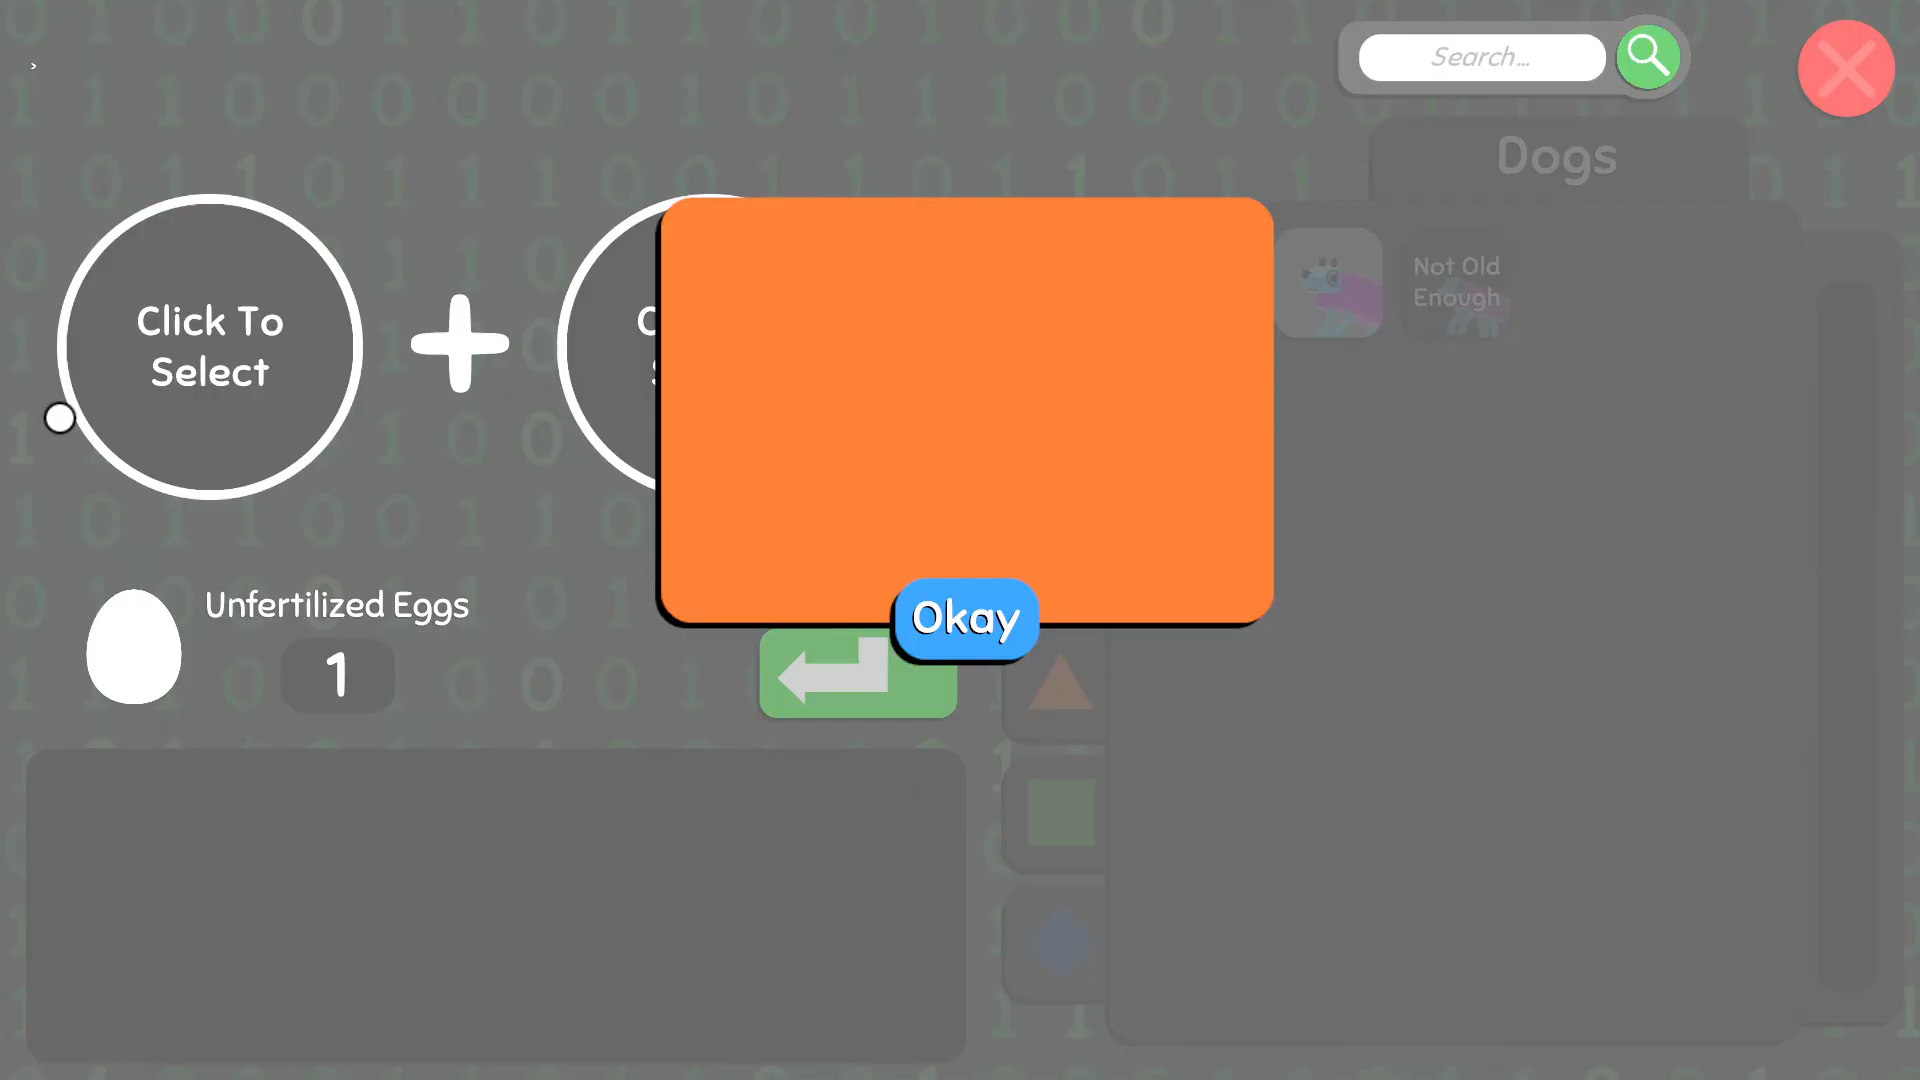 Search...
Dogs
Click To
Select
Not Old
Enough
Unfertilized Eggs
1
Okay